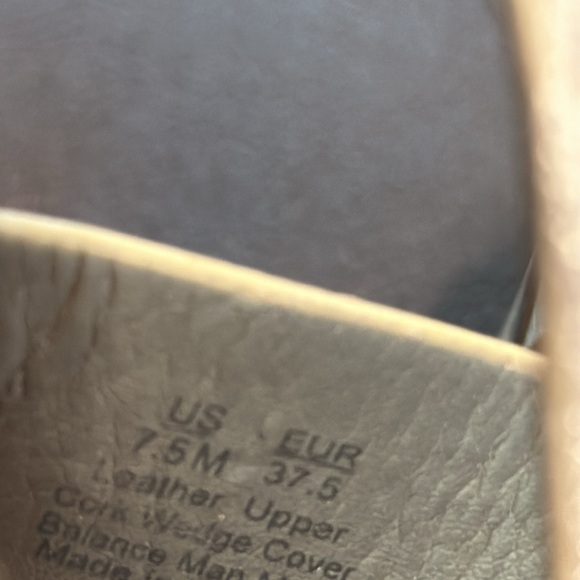 US EUR
7.5M 37.5
Leather Upper
Cork Wedge Cover
Balance Man
Made